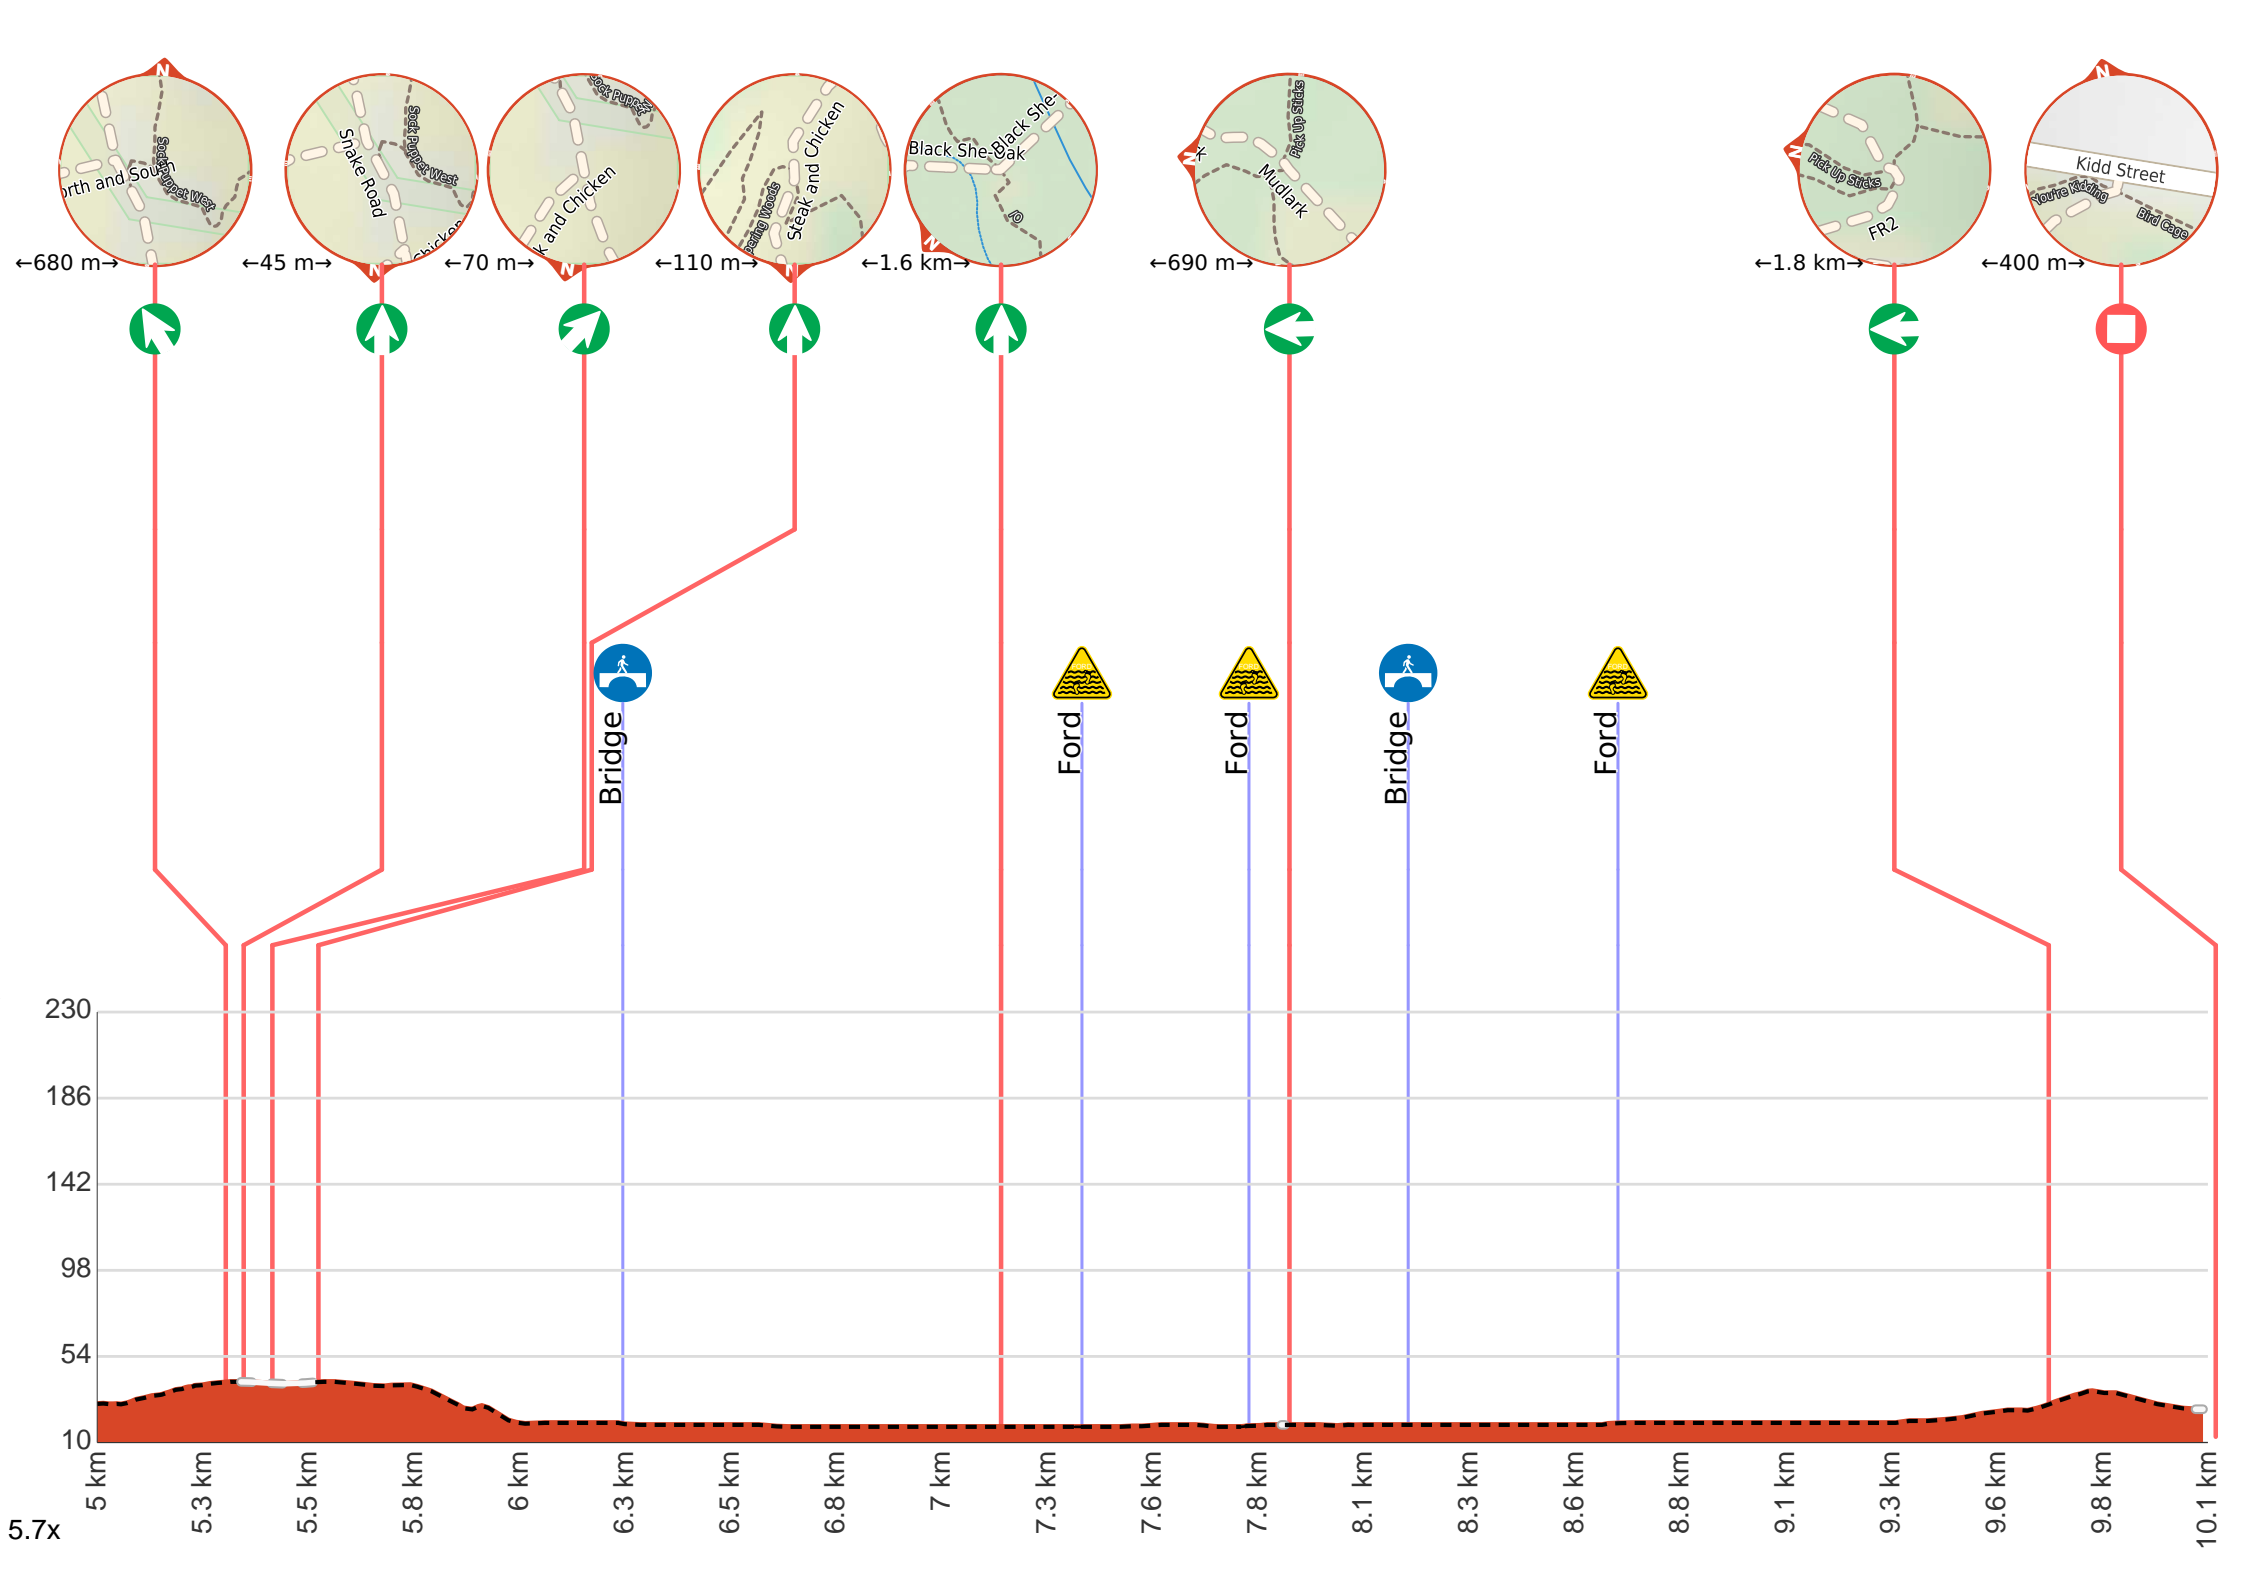 N
N
N
N
N
N
N
N
orth and South
Sock Puppet West
Snake Road
Sock Puppet West
chicken
k and Chicken
Sock Puppet
Steak and Chicken
pering Woods
Black She-Oak
Black She-
Pick Up Sticks
Mudlark
k
Pick Up Sticks
FR2
Kidd Street
You're Kidding
Bird Cage
←680 m→
←45 m→
←70 m→
←110 m→
←1.6 km→
←690 m→
←1.8 km→
←400 m→
Bridge
Ford
Ford
Bridge
Ford
230
186
142
98
54
10
5 km
5.3 km
5.5 km
5.8 km
6 km
6.3 km
6.5 km
6.8 km
7 km
7.3 km
7.6 km
7.8 km
8.1 km
8.3 km
8.6 km
8.8 km
9.1 km
9.3 km
9.6 km
9.8 km
10.1 km
5.7x